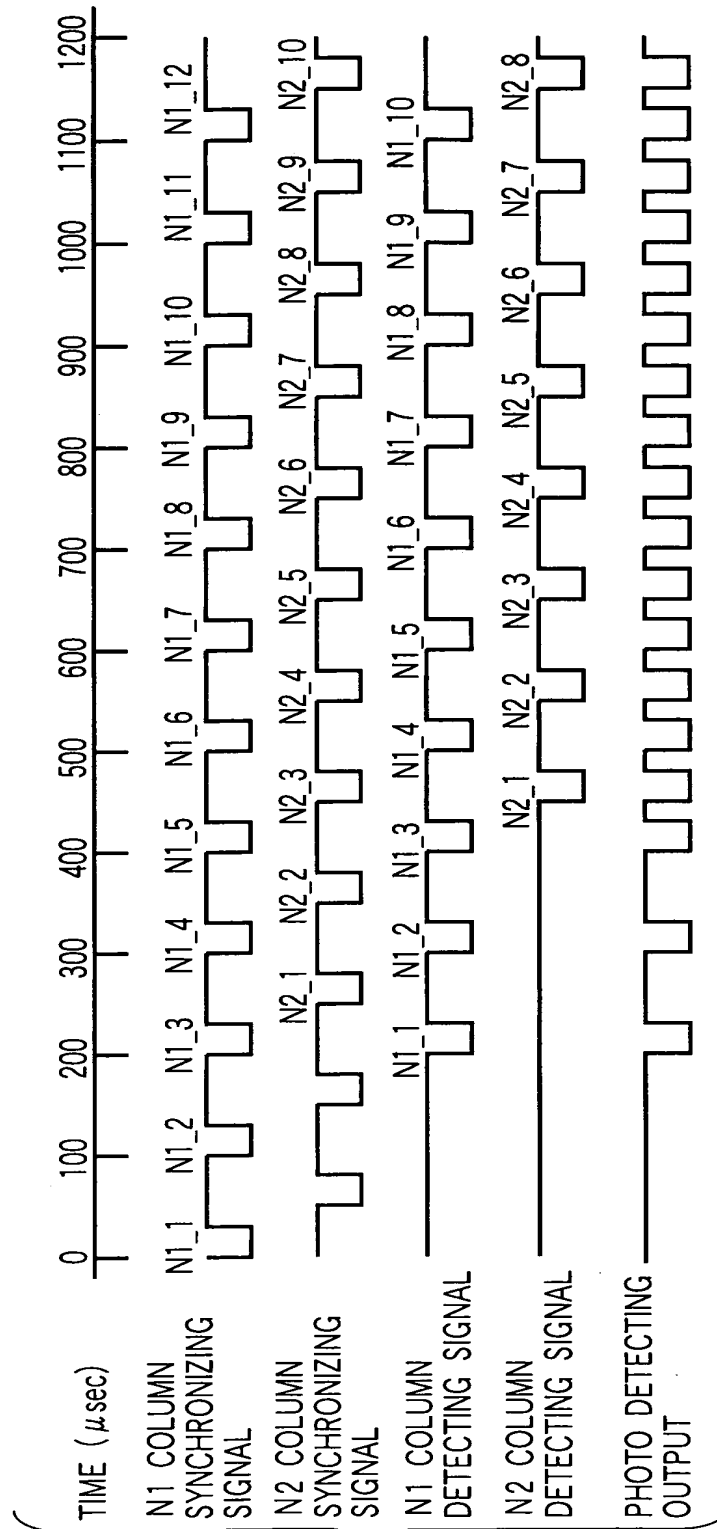 TIME (μsec)
0 100 200 300 400 500 600 700 800 900 1000 1100 1200
N1 COLUMN
SYNCHRONIZING
SIGNAL
N1_1 N1_2 N1_3 N1_4 N1_5 N1_6 N1_7 N1_8 N1_9 N1_10 N1_11 N1_12
N2 COLUMN
SYNCHRONIZING
SIGNAL
N2_1 N2_2 N2_3 N2_4 N2_5 N2_6 N2_7 N2_8 N2_9 N2_10
N1 COLUMN
DETECTING SIGNAL
N1_1 N1_2 N1_3 N1_4 N1_5 N1_6 N1_7 N1_8 N1_9 N1_10
N2 COLUMN
DETECTING SIGNAL
N2_1 N2_2 N2_3 N2_4 N2_5 N2_6 N2_7 N2_8
PHOTO DETECTING
OUTPUT